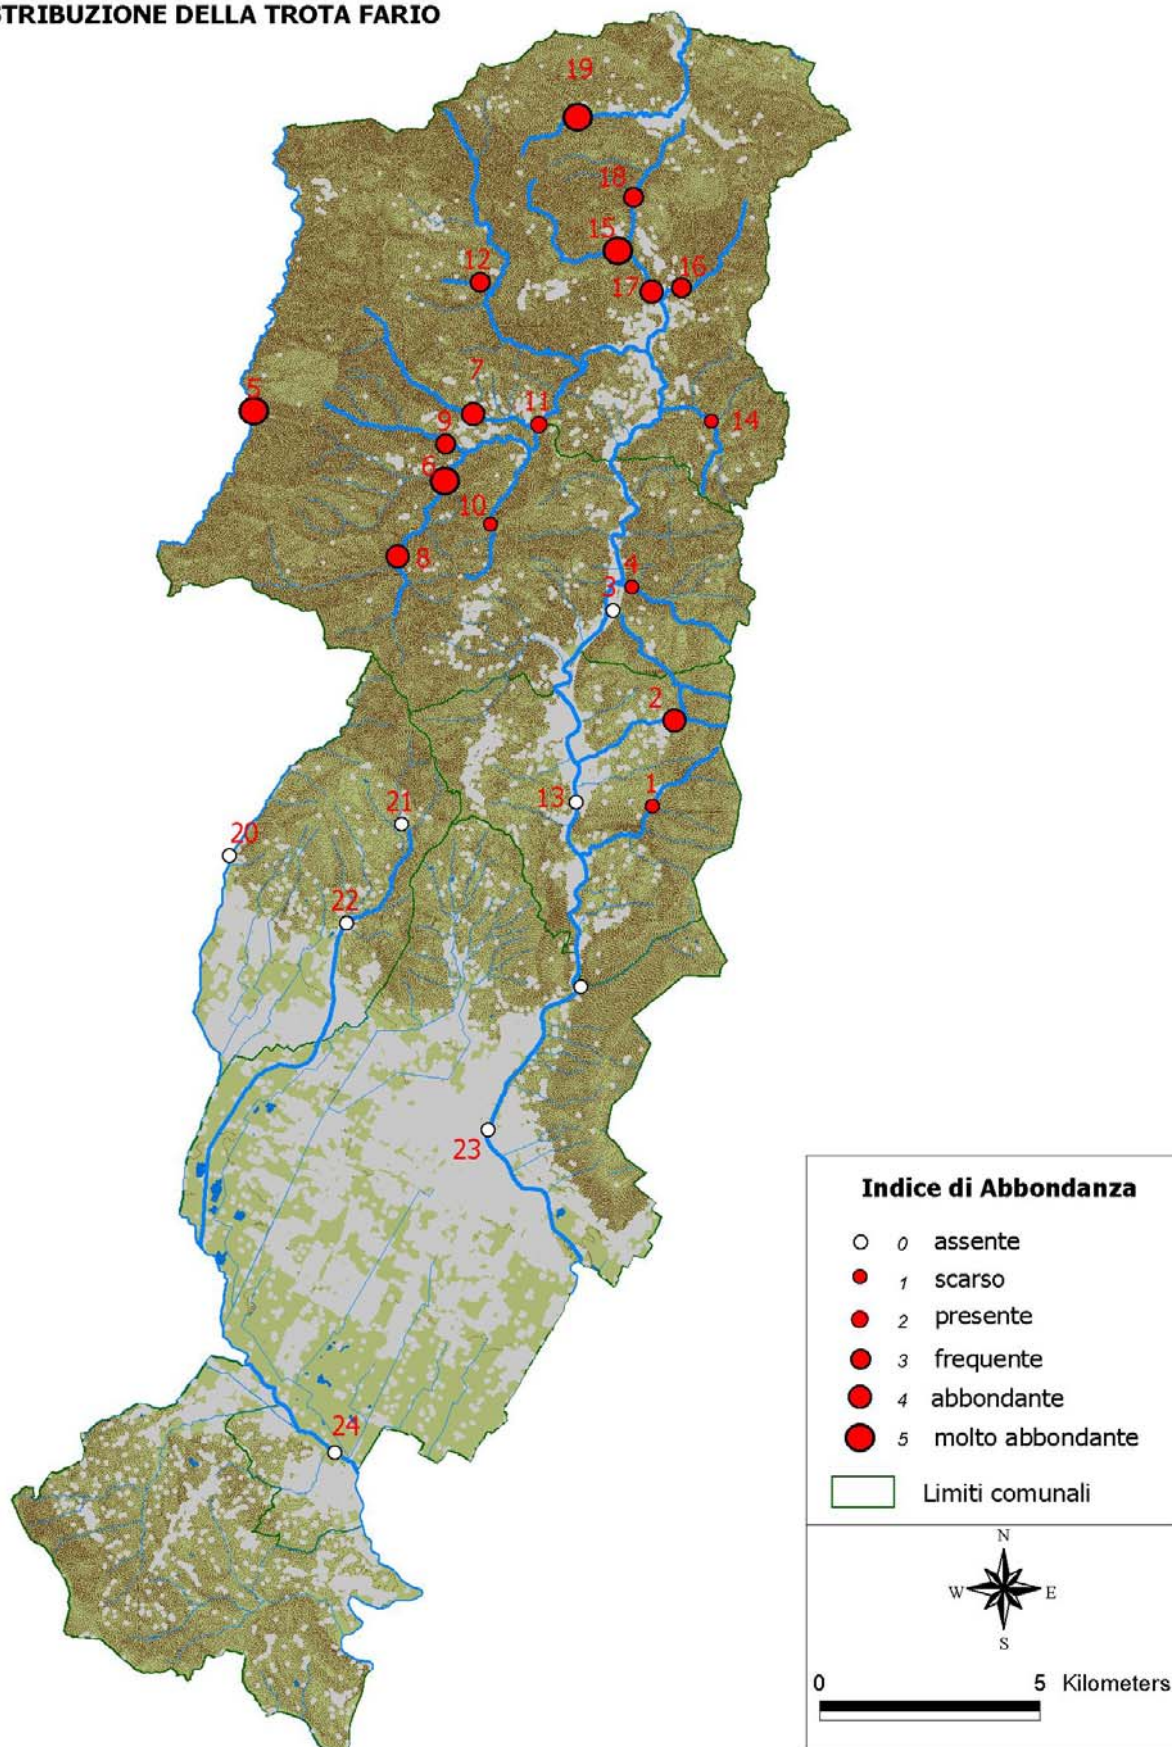 STRIBUZIONE DELLA TROTA FARIO
19
18
15
12
17
16
5
7
11
14
9
6
10
8
4
3
2
13
1
21
20
22
23
24
Indice di Abbondanza
0 assente
1 scarso
2 presente
3 frequente
4 abbondante
5 molto abbondante
Limiti comunali
N
W E
S
0 5 Kilometers